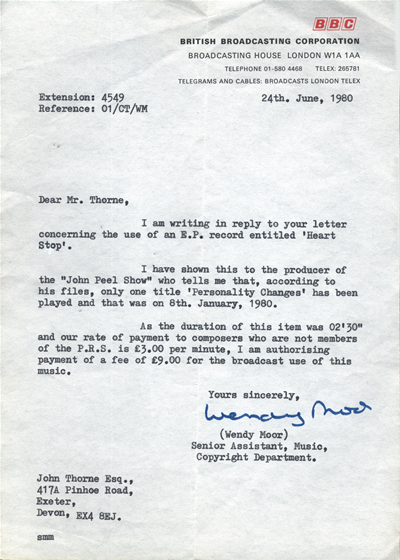 BBC
BRITISH BROADCASTING CORPORATION
BROADCASTING HOUSE LONDON W1A 1AA
TELEPHONE 01-580 4468 TELEX: 265781
TELEGRAMS AND CABLES: BROADCASTS LONDON TELEX
Extension: 4549
24th. June, 1980
Reference: 01/CT/WM
Dear Mr. Thorne,
I am writing in reply to your letter
concerning the use of an E.P. record entitled 'Heart
Stop'.
I have shown this to the producer of
the "John Peel Show" who tells me that, according to
his files, only one title 'Personality Changes' has been
played and that was on 8th. January, 1980.
As the duration of this item was 02'30"
and our rate of payment to composers who are not members
of the P.R.S. is £3.00 per minute, I am authorising
payment of a fee of £9.00 for the broadcast use of this
music.
Yours sincerely,
Wendy Moor
(Wendy Moor)
Senior Assistant, Music,
Copyright Department.
John Thorne Esq.,
417A Pinhoe Road,
Exeter,
Devon, EX4 8EJ.